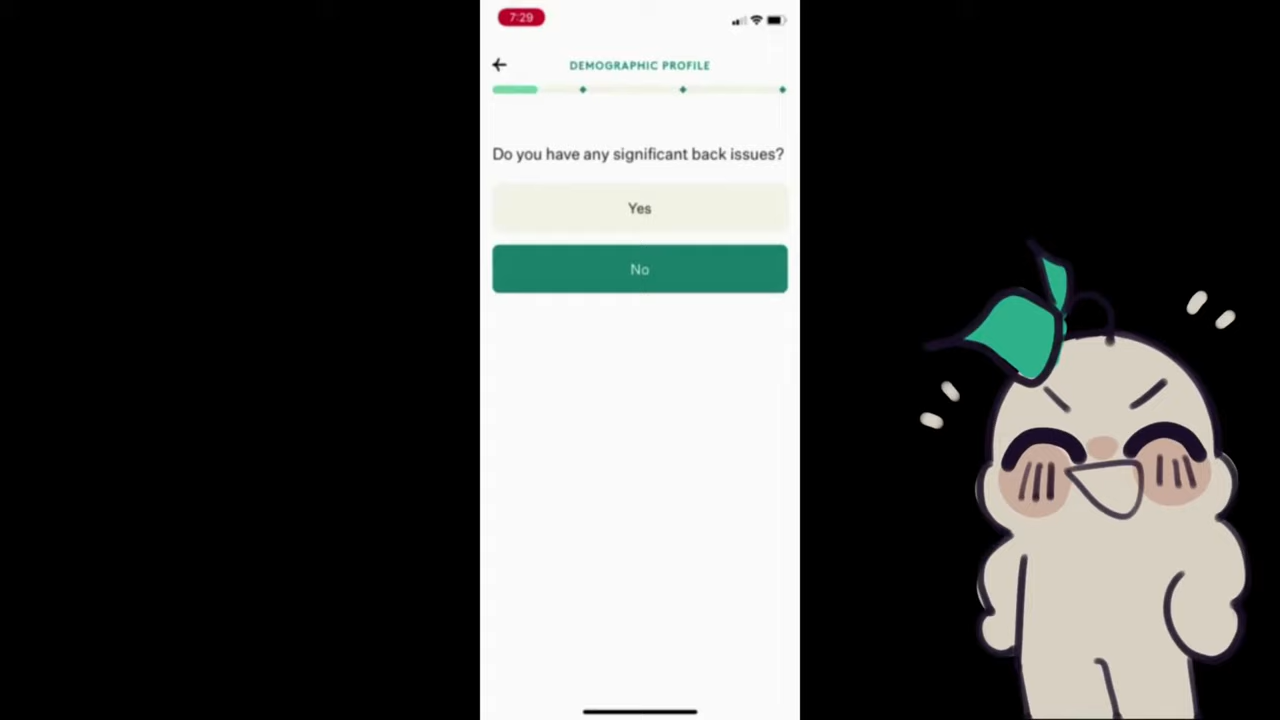 7:29
DEMOGRAPHIC PROFILE
Do you have any significant back issues?
Yes
No